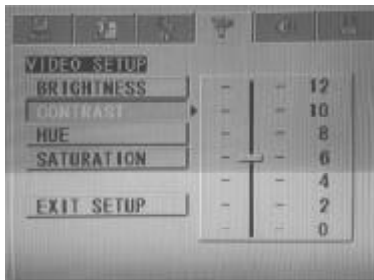 VIDEO SETUP
BRIGHTNESS
CONTRAST
HUE
SATURATION
EXIT SETUP
12
10
8
6
4
2
0